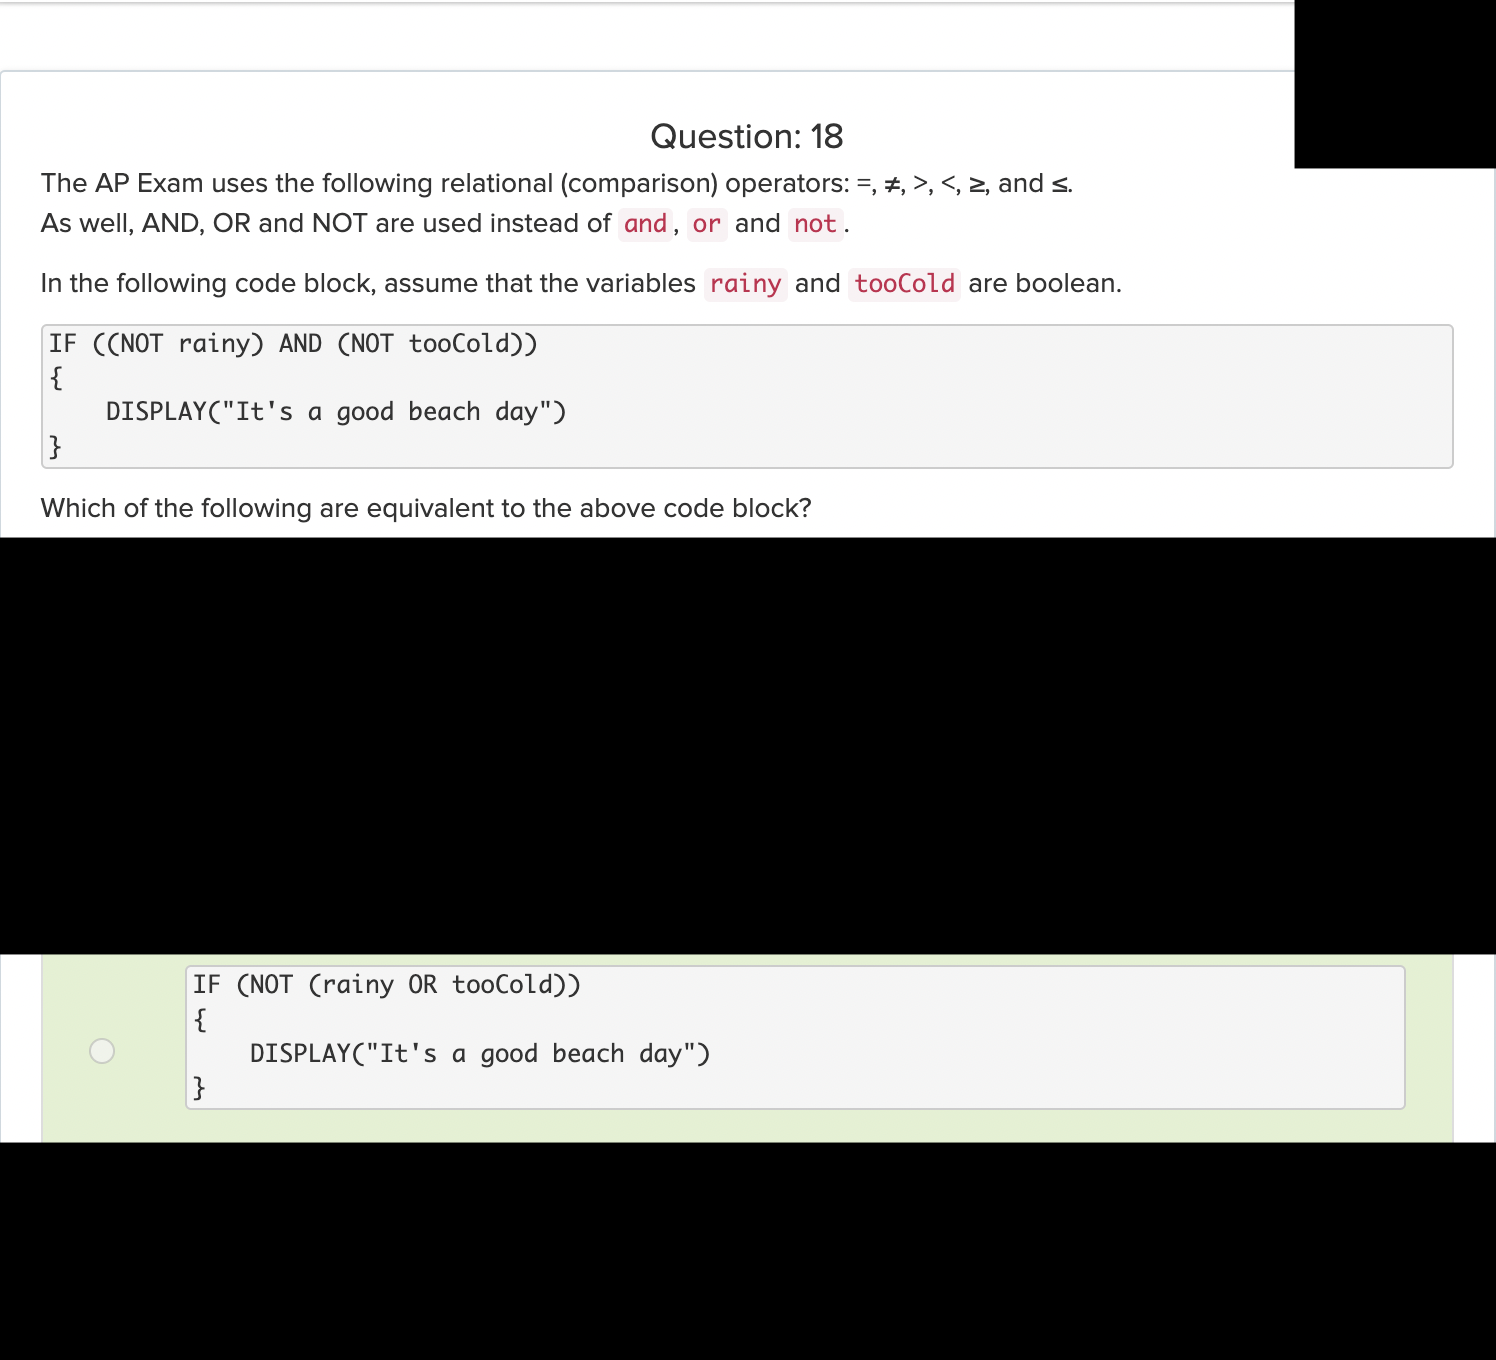 Question: 18
The AP Exam uses the following relational (comparison) operators: =, ≠, >, <, ≥, and ≤.
As well, AND, OR and NOT are used instead of and, or and not.
In the following code block, assume that the variables rainy and tooCold are boolean.
IF ((NOT rainy) AND (NOT tooCold))
{
    DISPLAY("It's a good beach day")
}
Which of the following are equivalent to the above code block?
IF (NOT (rainy OR tooCold))
{
    DISPLAY("It's a good beach day")
}